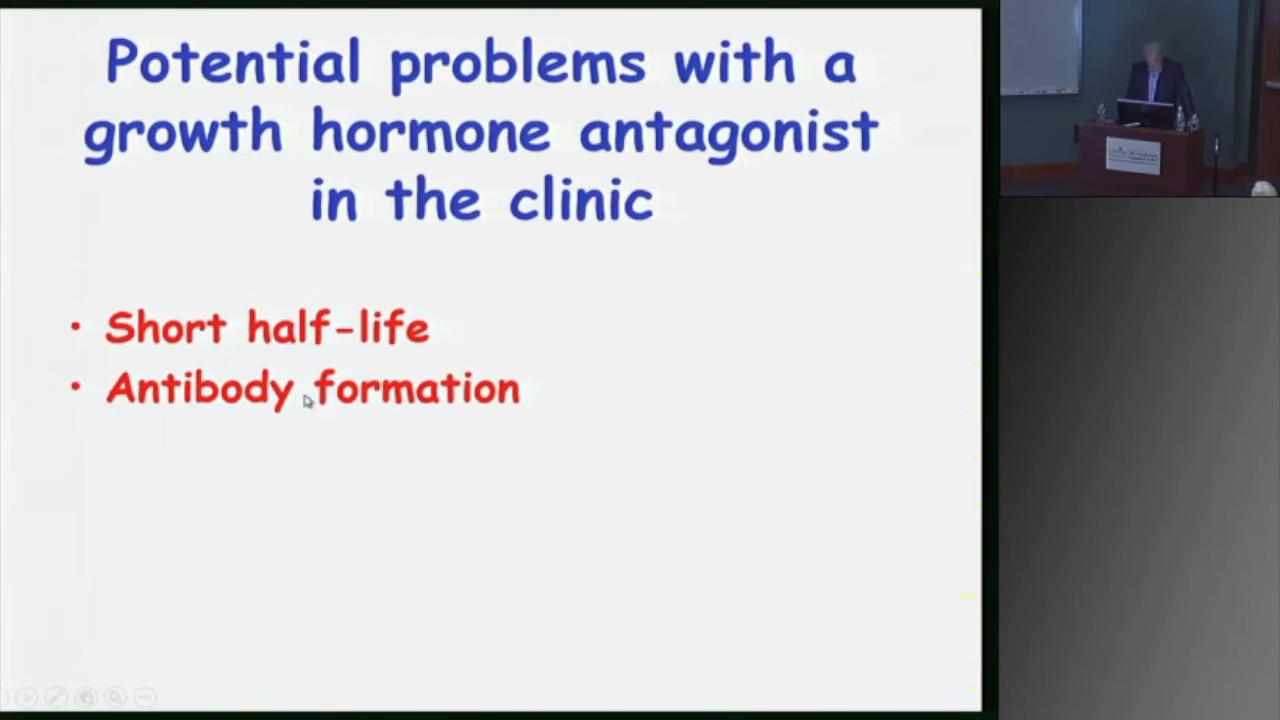 Potential problems with a
growth hormone antagonist
in the clinic
• Short half-life
• Antibody formation